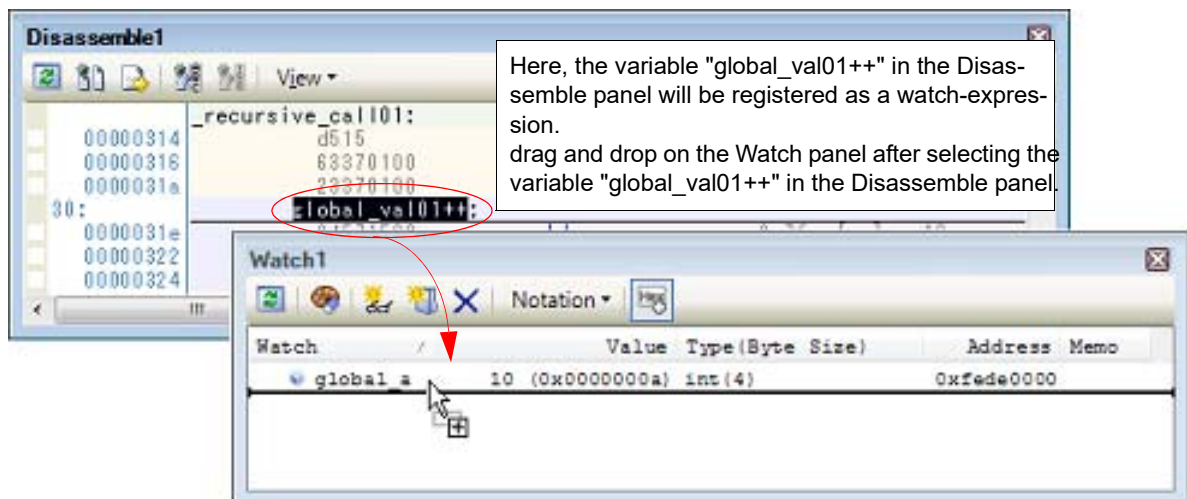 Disassemble1
View
Here, the variable "global_val01++" in the Disas-
semble panel will be registered as a watch-expres-
sion.
drag and drop on the Watch panel after selecting the
variable "global_val01++" in the Disassemble panel.
_recursive_call01:
00000314 d515
00000316 63370100
0000031a 23370100
30: global_val01++;
0000031e
00000322
00000324
Watch1
Notation Hex
Watch / Value Type(Byte Size) Address Memo
global_a 10 (0x0000000a) int(4) 0xfede0000